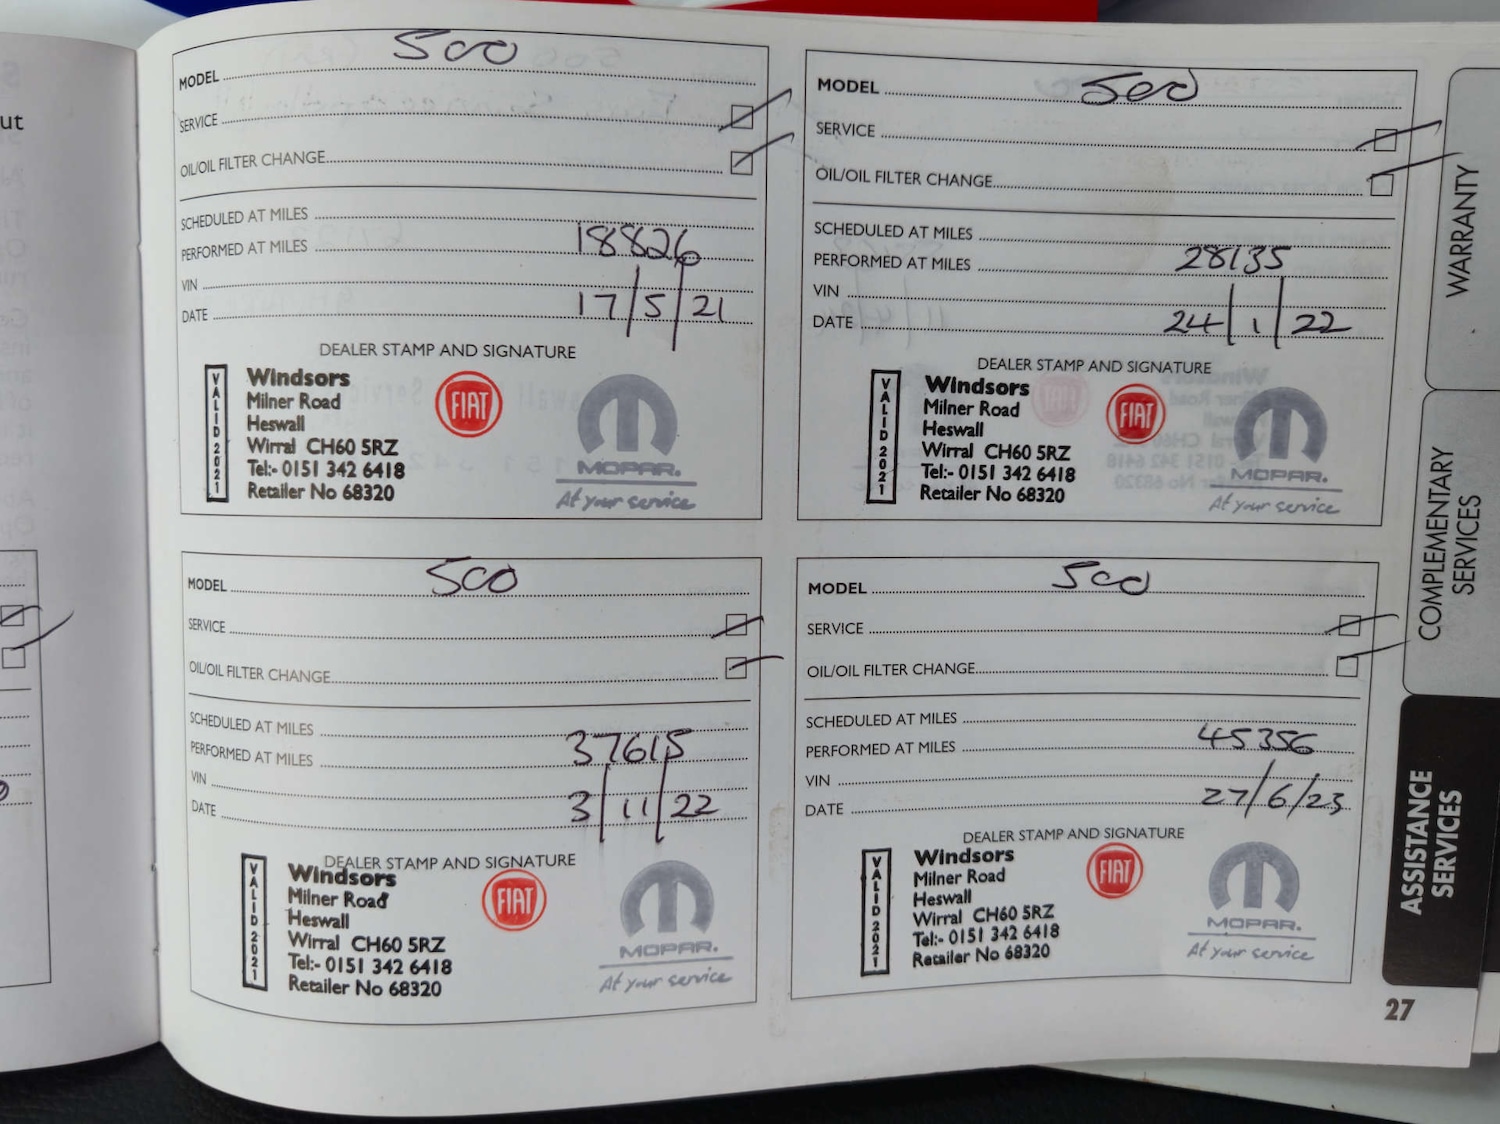 ut
MODEL 500
SERVICE
OIL/OIL FILTER CHANGE
SCHEDULED AT MILES
PERFORMED AT MILES 18826
VIN
DATE 17/5/21
DEALER STAMP AND SIGNATURE
VALID 2021
Windsors
Milner Road
Heswall
Wirral CH60 5RZ
Tel:- 0151 342 6418
Retailer No 68320
FIAT
MOPAR.
At your service
MODEL 500
SERVICE
OIL/OIL FILTER CHANGE
SCHEDULED AT MILES
PERFORMED AT MILES 28135
VIN
DATE 24/1/22
DEALER STAMP AND SIGNATURE
VALID 2021
Windsors
Milner Road
Heswall
Wirral CH60 5RZ
Tel:- 0151 342 6418
Retailer No 68320
FIAT
MOPAR.
At your service
MODEL 500
SERVICE
OIL/OIL FILTER CHANGE
SCHEDULED AT MILES
PERFORMED AT MILES 37615
VIN
DATE 3/11/22
DEALER STAMP AND SIGNATURE
VALID 2021
Windsors
Milner Road
Heswall
Wirral CH60 5RZ
Tel:- 0151 342 6418
Retailer No 68320
FIAT
MOPAR.
At your service
MODEL 500
SERVICE
OIL/OIL FILTER CHANGE
SCHEDULED AT MILES
PERFORMED AT MILES 45356
VIN
DATE 27/6/23
DEALER STAMP AND SIGNATURE
VALID 2021
Windsors
Milner Road
Heswall
Wirral CH60 5RZ
Tel:- 0151 342 6418
Retailer No 68320
FIAT
MOPAR.
At your service
WARRANTY
COMPLEMENTARY
SERVICES
ASSISTANCE
SERVICES
27